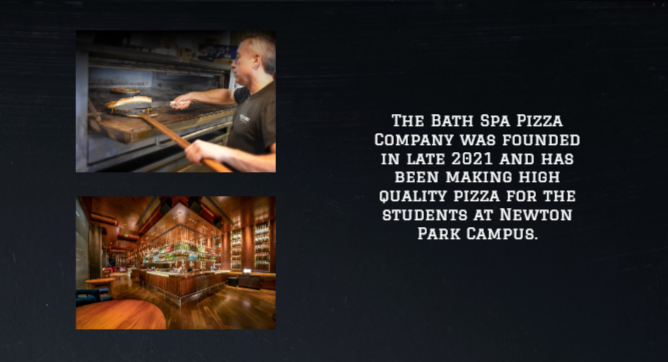 The Bath Spa Pizza
Company was founded
in late 2021 and has
been making high
quality pizza for the
students at Newton
Park Campus.